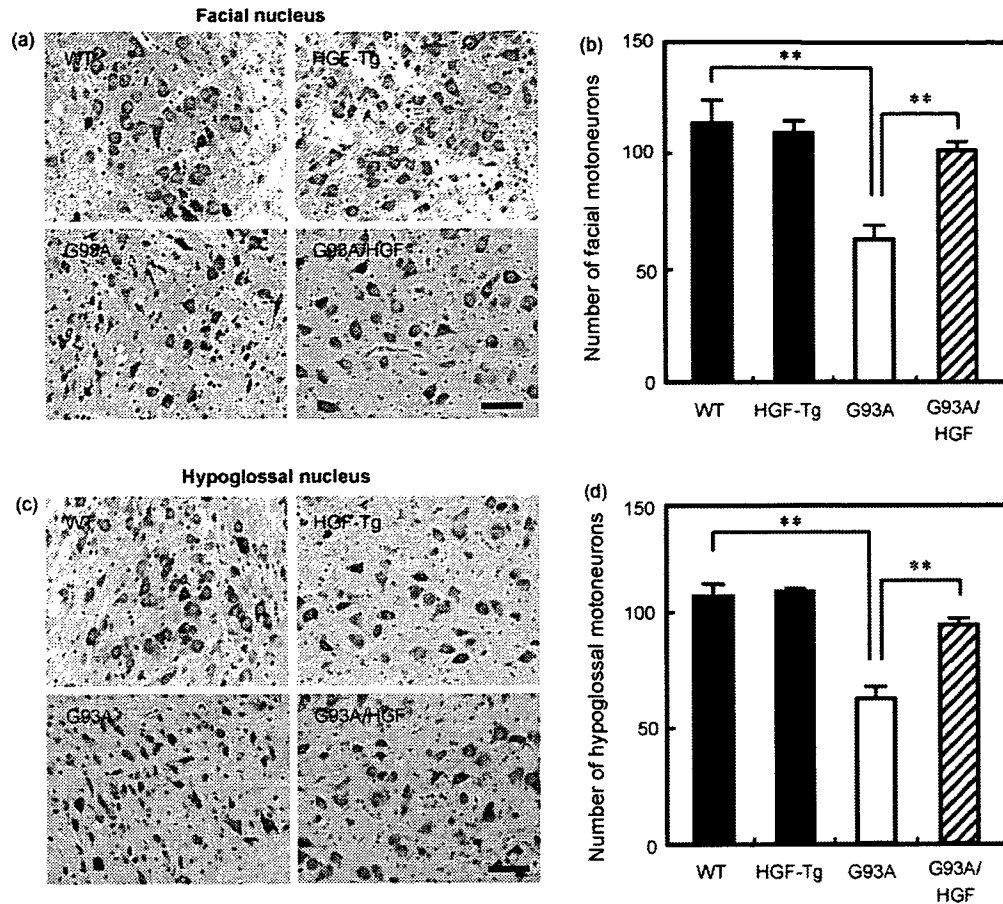 Facial nucleus
(a)
WT
HGF-Tg
G93A
G93A/HGF
(b)
150
100
50
0
Number of facial motoneurons
**
**
WT
HGF-Tg
G93A
G93A/
HGF
Hypoglossal nucleus
(c)
WT
HGF-Tg
G93A
G93A/HGF
(d)
150
100
50
0
Number of hypoglossal motoneurons
**
**
WT
HGF-Tg
G93A
G93A/
HGF